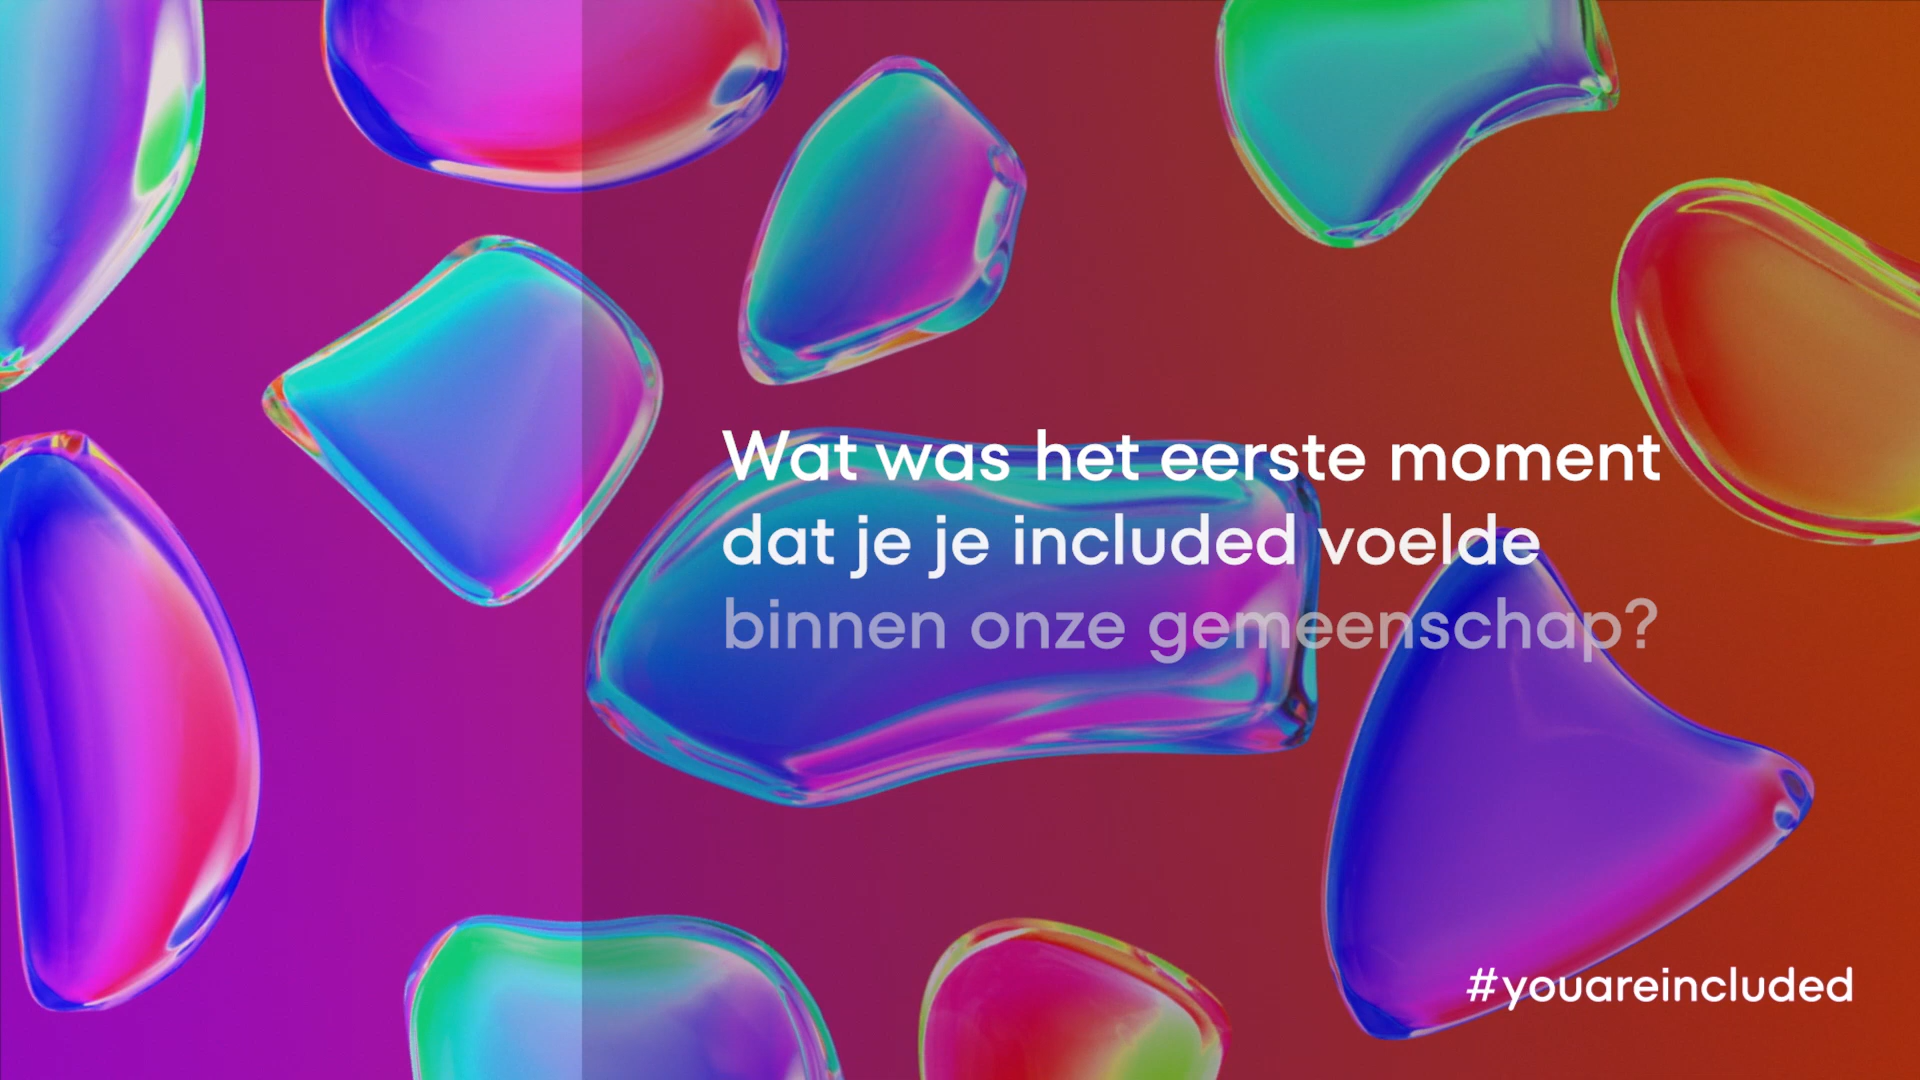 Wat was het eerste moment
dat je je included voelde
binnen onze gemeenschap?
#youareincluded